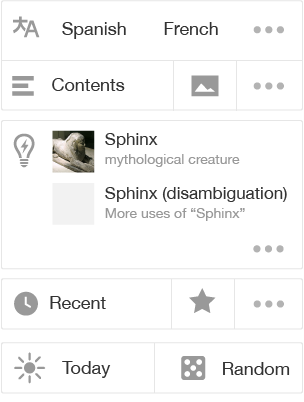 Spanish French
Contents
Sphinx
mythological creature
Sphinx (disambiguation)
More uses of “Sphinx”
Recent
Today Random